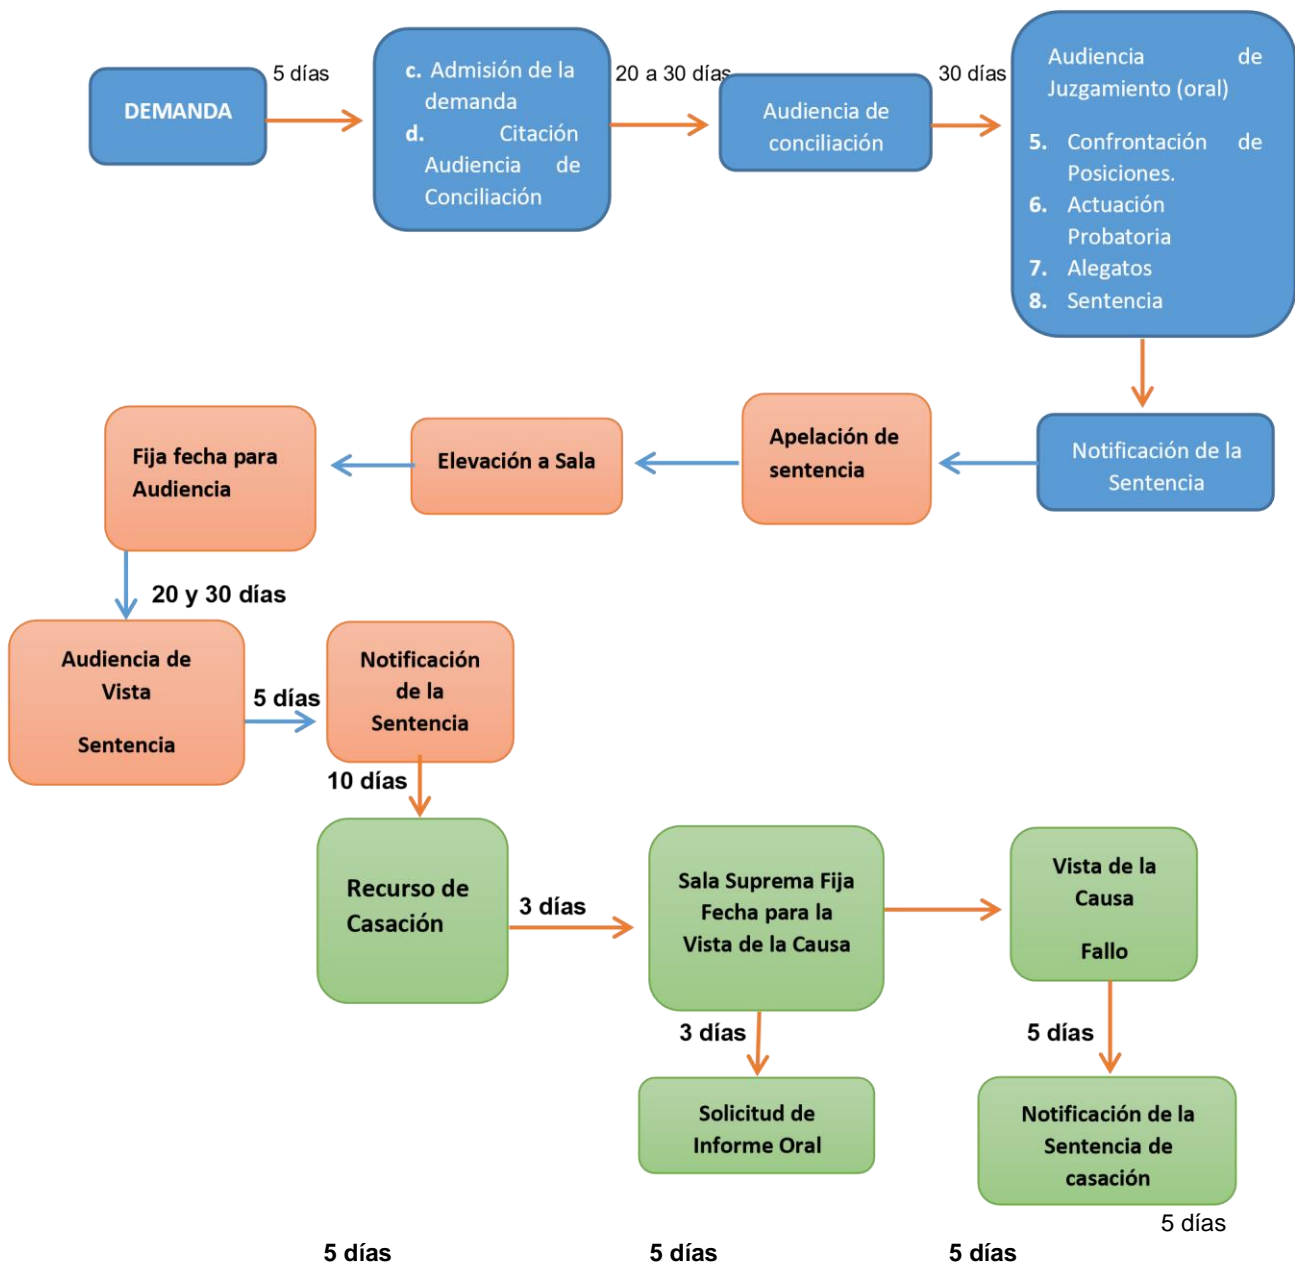 DEMANDA
5 días
c. Admisión de la
demanda
d. Citación
Audiencia de
Conciliación
20 a 30 días
Audiencia de
conciliación
30 días
Audiencia de
Juzgamiento (oral)
5. Confrontación de
Posiciones.
6. Actuación
Probatoria
7. Alegatos
8. Sentencia
Notificación de la
Sentencia
Apelación de
sentencia
Elevación a Sala
Fija fecha para
Audiencia
20 y 30 días
Audiencia de
Vista
Sentencia
5 días
Notificación
de la
Sentencia
10 días
Recurso de
Casación
3 días
Sala Suprema Fija
Fecha para la
Vista de la Causa
Vista de la
Causa
Fallo
3 días
5 días
Solicitud de
Informe Oral
Notificación de la
Sentencia de
casación
5 días
5 días
5 días
5 días